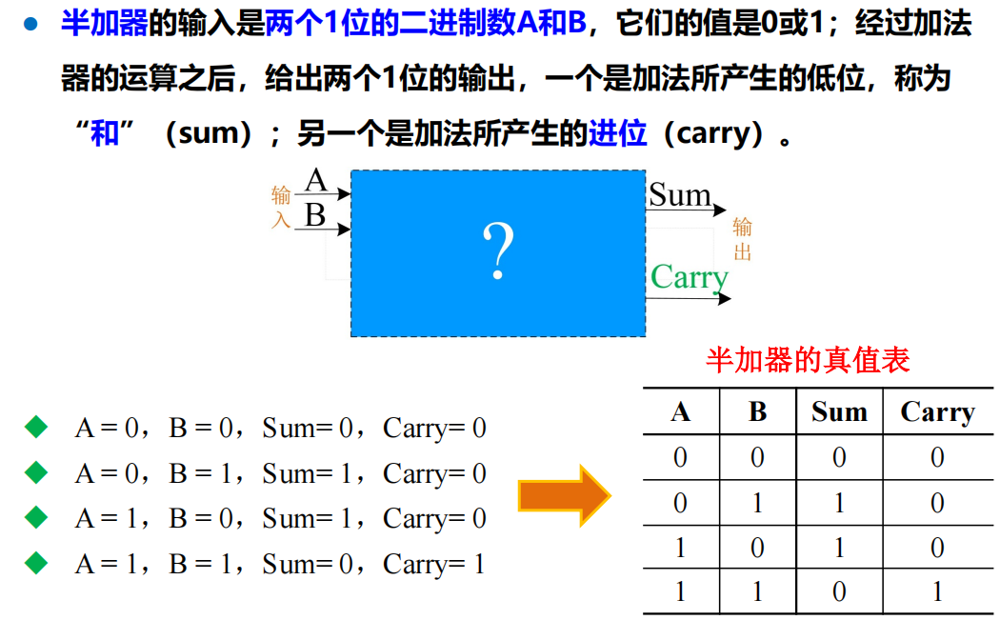 半加器的输入是两个1位的二进制数A和B，它们的值是0或1；经过加法
器的运算之后，给出两个1位的输出，一个是加法所产生的低位，称为
“和”（sum）；另一个是加法所产生的进位（carry）。
输入
A
B
?
Sum
Carry
输出
A = 0，B = 0，Sum= 0，Carry= 0
A = 0，B = 1，Sum= 1，Carry= 0
A = 1，B = 0，Sum= 1，Carry= 0
A = 1，B = 1，Sum= 0，Carry= 1
半加器的真值表
A B Sum Carry
0 0 0 0
0 1 1 0
1 0 1 0
1 1 0 1